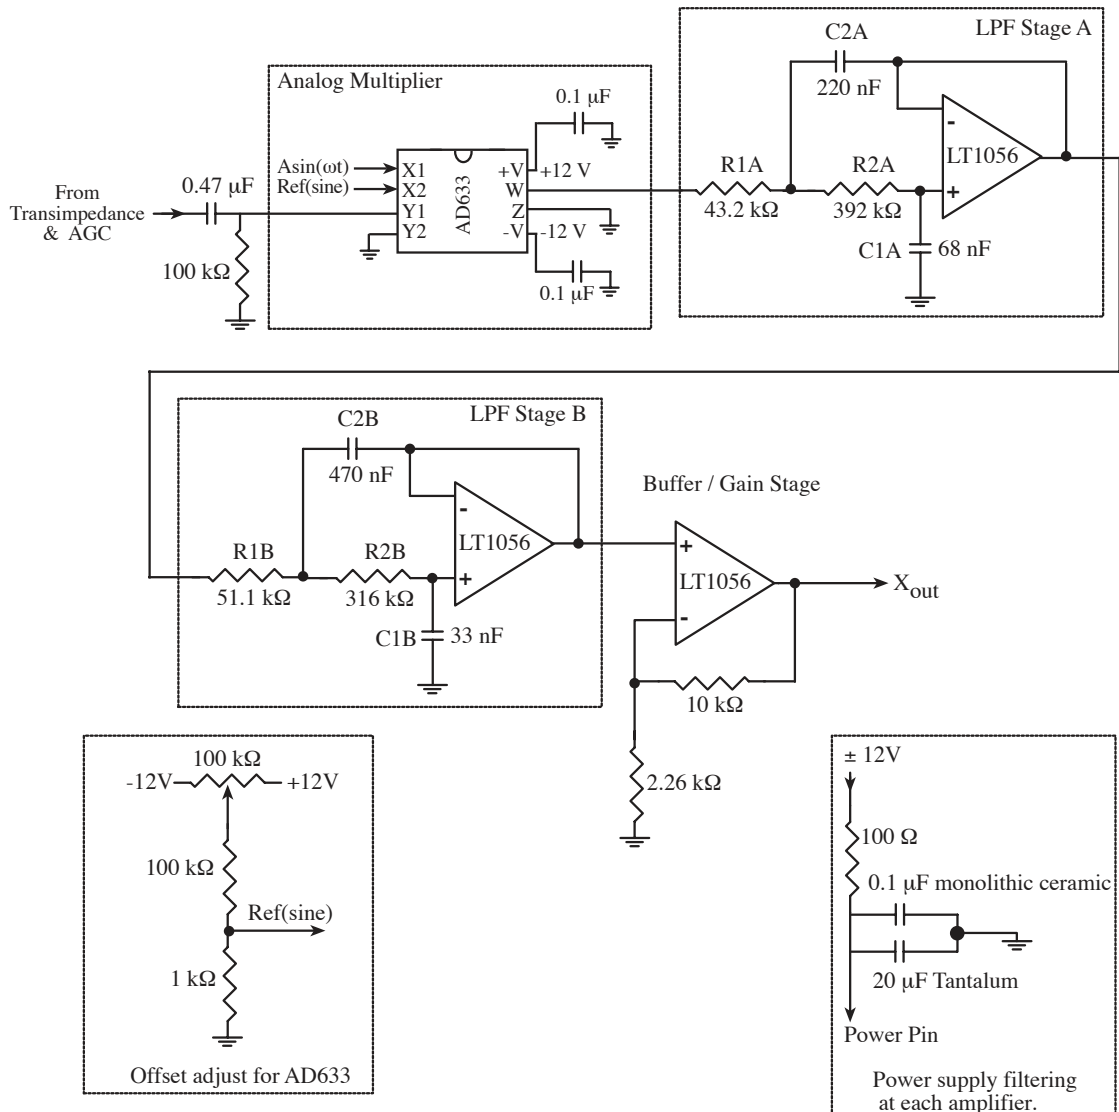 LPF Stage A
C2A
220 nF
-
LT1056
+
R1A
43.2 kΩ
R2A
392 kΩ
C1A
68 nF
Analog Multiplier
0.1 µF
Asin(ωt)
Ref(sine)
X1
X2
Y1
Y2
AD633
+V
W
Z
-V
+12 V
-12 V
0.1 µF
From
Transimpedance
& AGC
0.47 µF
100 kΩ
LPF Stage B
C2B
470 nF
-
LT1056
+
R1B
51.1 kΩ
R2B
316 kΩ
C1B
33 nF
Buffer / Gain Stage
+
LT1056
-
Xout
10 kΩ
2.26 kΩ
100 kΩ
-12V
+12V
100 kΩ
Ref(sine)
1 kΩ
Offset adjust for AD633
± 12V
100 Ω
0.1 µF monolithic ceramic
20 µF Tantalum
Power Pin
Power supply filtering
at each amplifier.